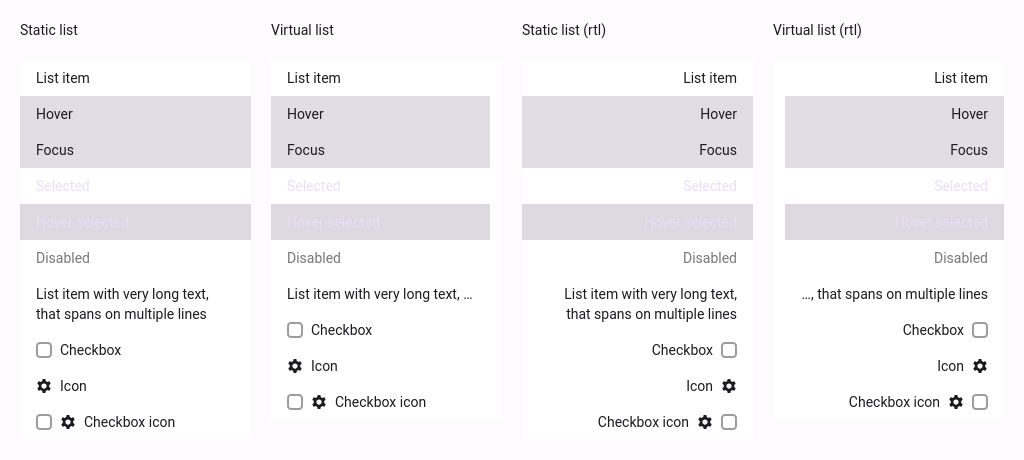 Static list
List item
Hover
Focus
Selected
Hover selected
Disabled
List item with very long text,
that spans on multiple lines
Checkbox
Icon
Checkbox icon
Virtual list
List item
Hover
Focus
Selected
Hover selected
Disabled
List item with very long text, …
Checkbox
Icon
Checkbox icon
Static list (rtl)
List item
Hover
Focus
Selected
Hover selected
Disabled
List item with very long text,
that spans on multiple lines
Checkbox
Icon
Checkbox icon
Virtual list (rtl)
List item
Hover
Focus
Selected
Hover selected
Disabled
…, that spans on multiple lines
Checkbox
Icon
Checkbox icon